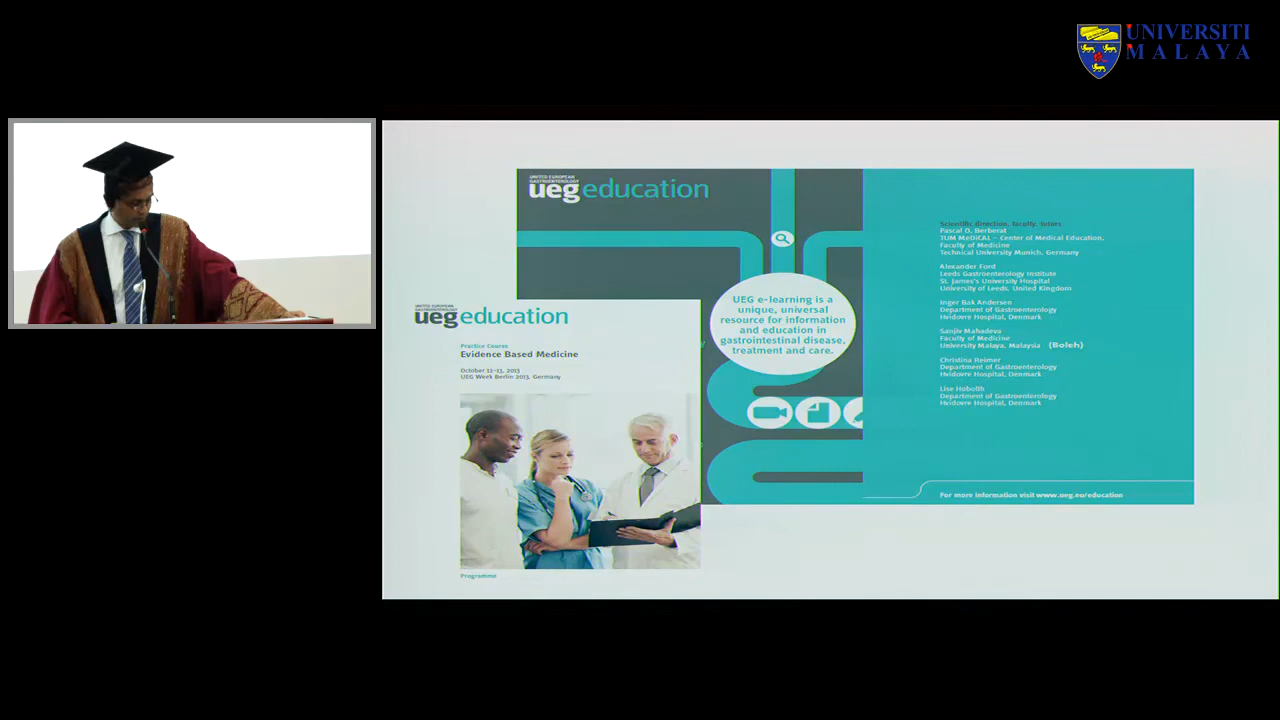 UNIVERSITI
MALAYA
UNITED EUROPEAN
GASTROENTEROLOGY
ueg education
UEG e-learning is a
unique, universal
resource for information
and education in
gastrointestinal disease,
treatment and care.
UNITED EUROPEAN
GASTROENTEROLOGY
ueg education
Practice Course
Evidence Based Medicine
October 12-13, 2013
UEG Week Berlin 2013, Germany
Programme
Scientific direction, faculty, tutors
Pascal O. Berberat
TUM MeDiCAL – Center of Medical Education,
Faculty of Medicine
Technical University Munich, Germany
Alexander Ford
Leeds Gastroenterology Institute
St. James's University Hospital
University of Leeds, United Kingdom
Inger Bak Andersen
Department of Gastroenterology
Hvidovre Hospital, Denmark
Sanjiv Mahadeva
Faculty of Medicine
University Malaya, Malaysia (Boleh)
Christina Reimer
Department of Gastroenterology
Hvidovre Hospital, Denmark
Lise Hobolth
Department of Gastroenterology
Hvidovre Hospital, Denmark
For more information visit www.ueg.eu/education